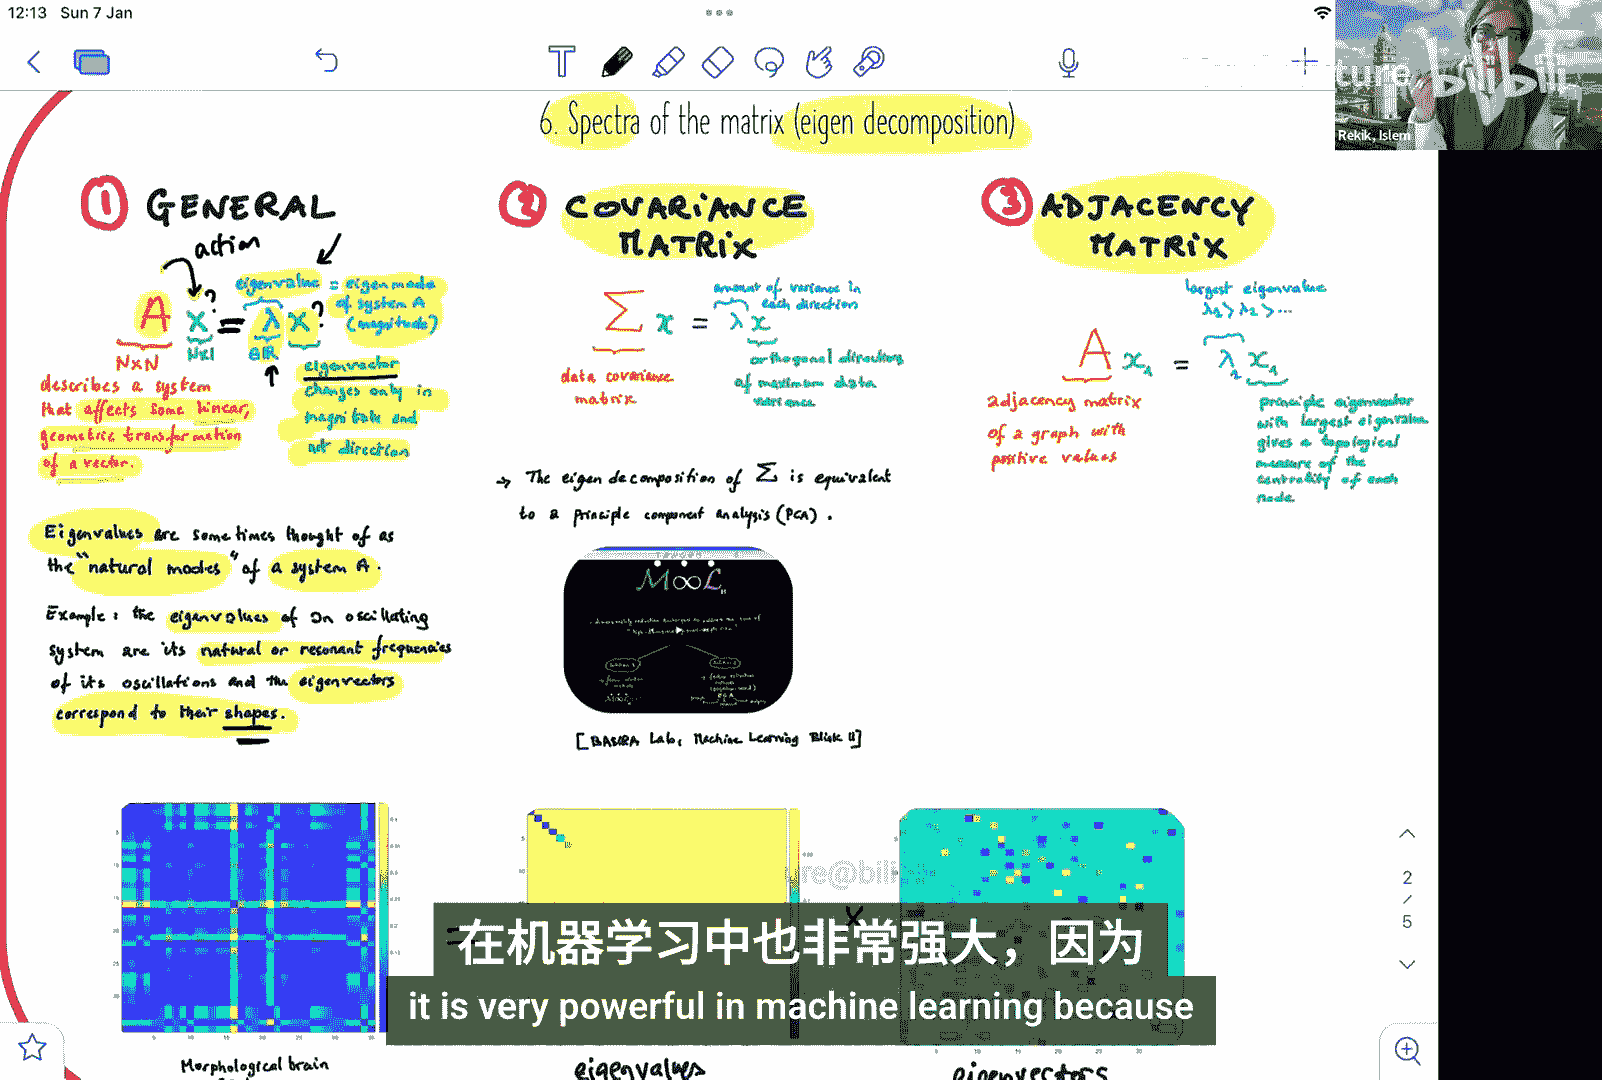 12:13 Sun 7 Jan
Rekik, Islem
bilibili
6. Spectra of the matrix (eigen decomposition)
1 GENERAL
action
eigenvalue = eigenmode
of system A
(magnitude)
A x? = λ x?
N×N
N×1
∈ℝ
describes a system
that affects some linear,
geometric transformation
of a vector.
eigenvector
changes only in
magnitude and
not direction
Eigenvalues are some times thought of as
the "natural modes" of a system A.
Example: the eigenvalues of an oscillating
system are its natural or resonant frequencies
of its oscillations and the eigenvectors
correspond to their shapes.
2 COVARIANCE
MATRIX
amount of variance in
each direction
Σ x = λ x
data covariance
matrix
orthogonal directions
of maximum data
variance
→ The eigen decomposition of Σ is equivalent
to a principle component analysis (PCA).
[BASIRA Lab, Machine Learning Blink 11]
3 ADJACENCY
MATRIX
largest eigenvalue
λ1 > λ2 > ...
A x1 = λ1 x1
adjacency matrix
of a graph with
positive values
principle eigenvector
with largest eigenvalue
gives a topological
measure of the
centrality of each
node
2
5
在机器学习中也非常强大，因为
it is very powerful in machine learning because
Morphological brain
eigenvalues
eigenvectors